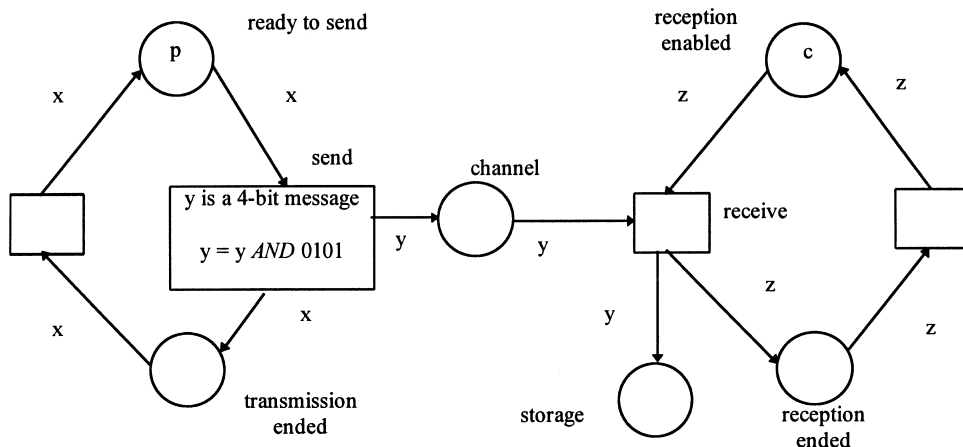 ready to send
reception
enabled
p
c
x
x
z
z
send
channel
y is a 4-bit message
y = y AND 0101
receive
y
y
x
x
y
z
z
transmission
ended
storage
reception
ended